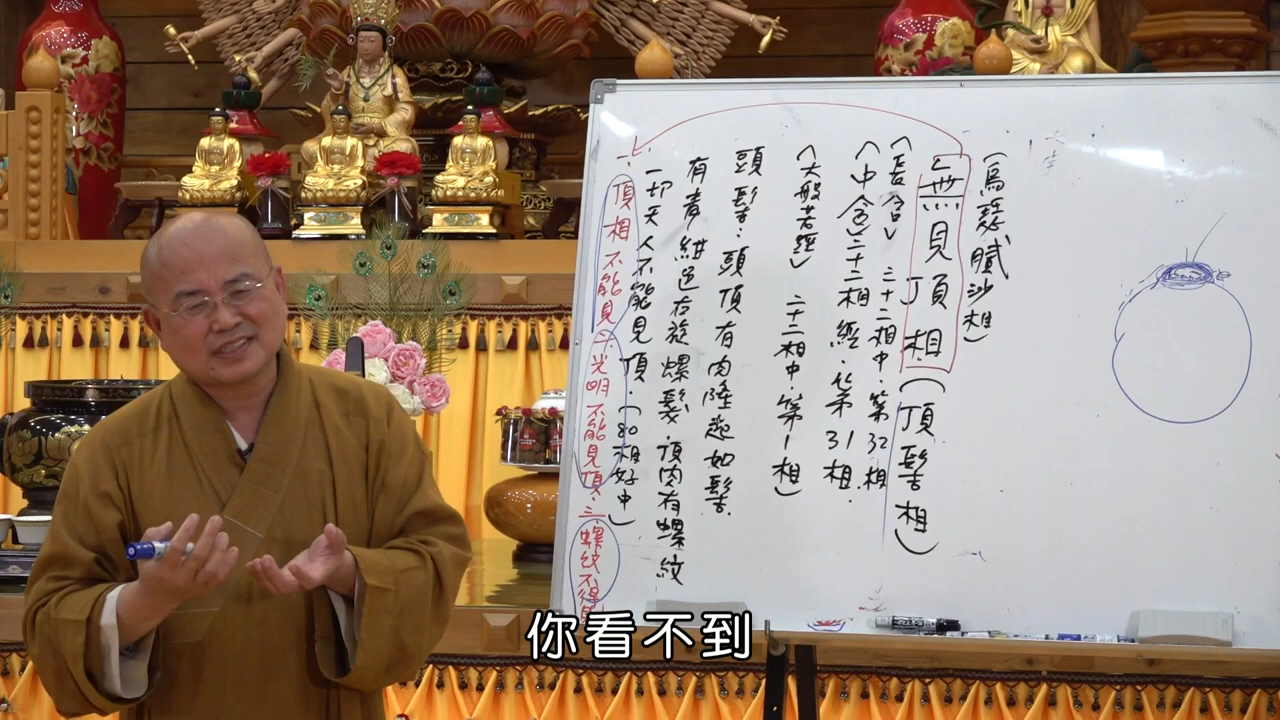 (烏瑟膩沙相)
無見頂相(頂髻相)
(長含)三十二相中·第32相
(中含)三十二相經·第31相·
(大般若經)三十二相中·第1相)
頭髻:頭頂有肉隆起如髻·
有青紺色右旋螺髮·頂肉有螺紋
一切天人不能見頂·(80相好中)
一、頂相不能見二、光明不能見頂·三、螺紋不得見
你看不到